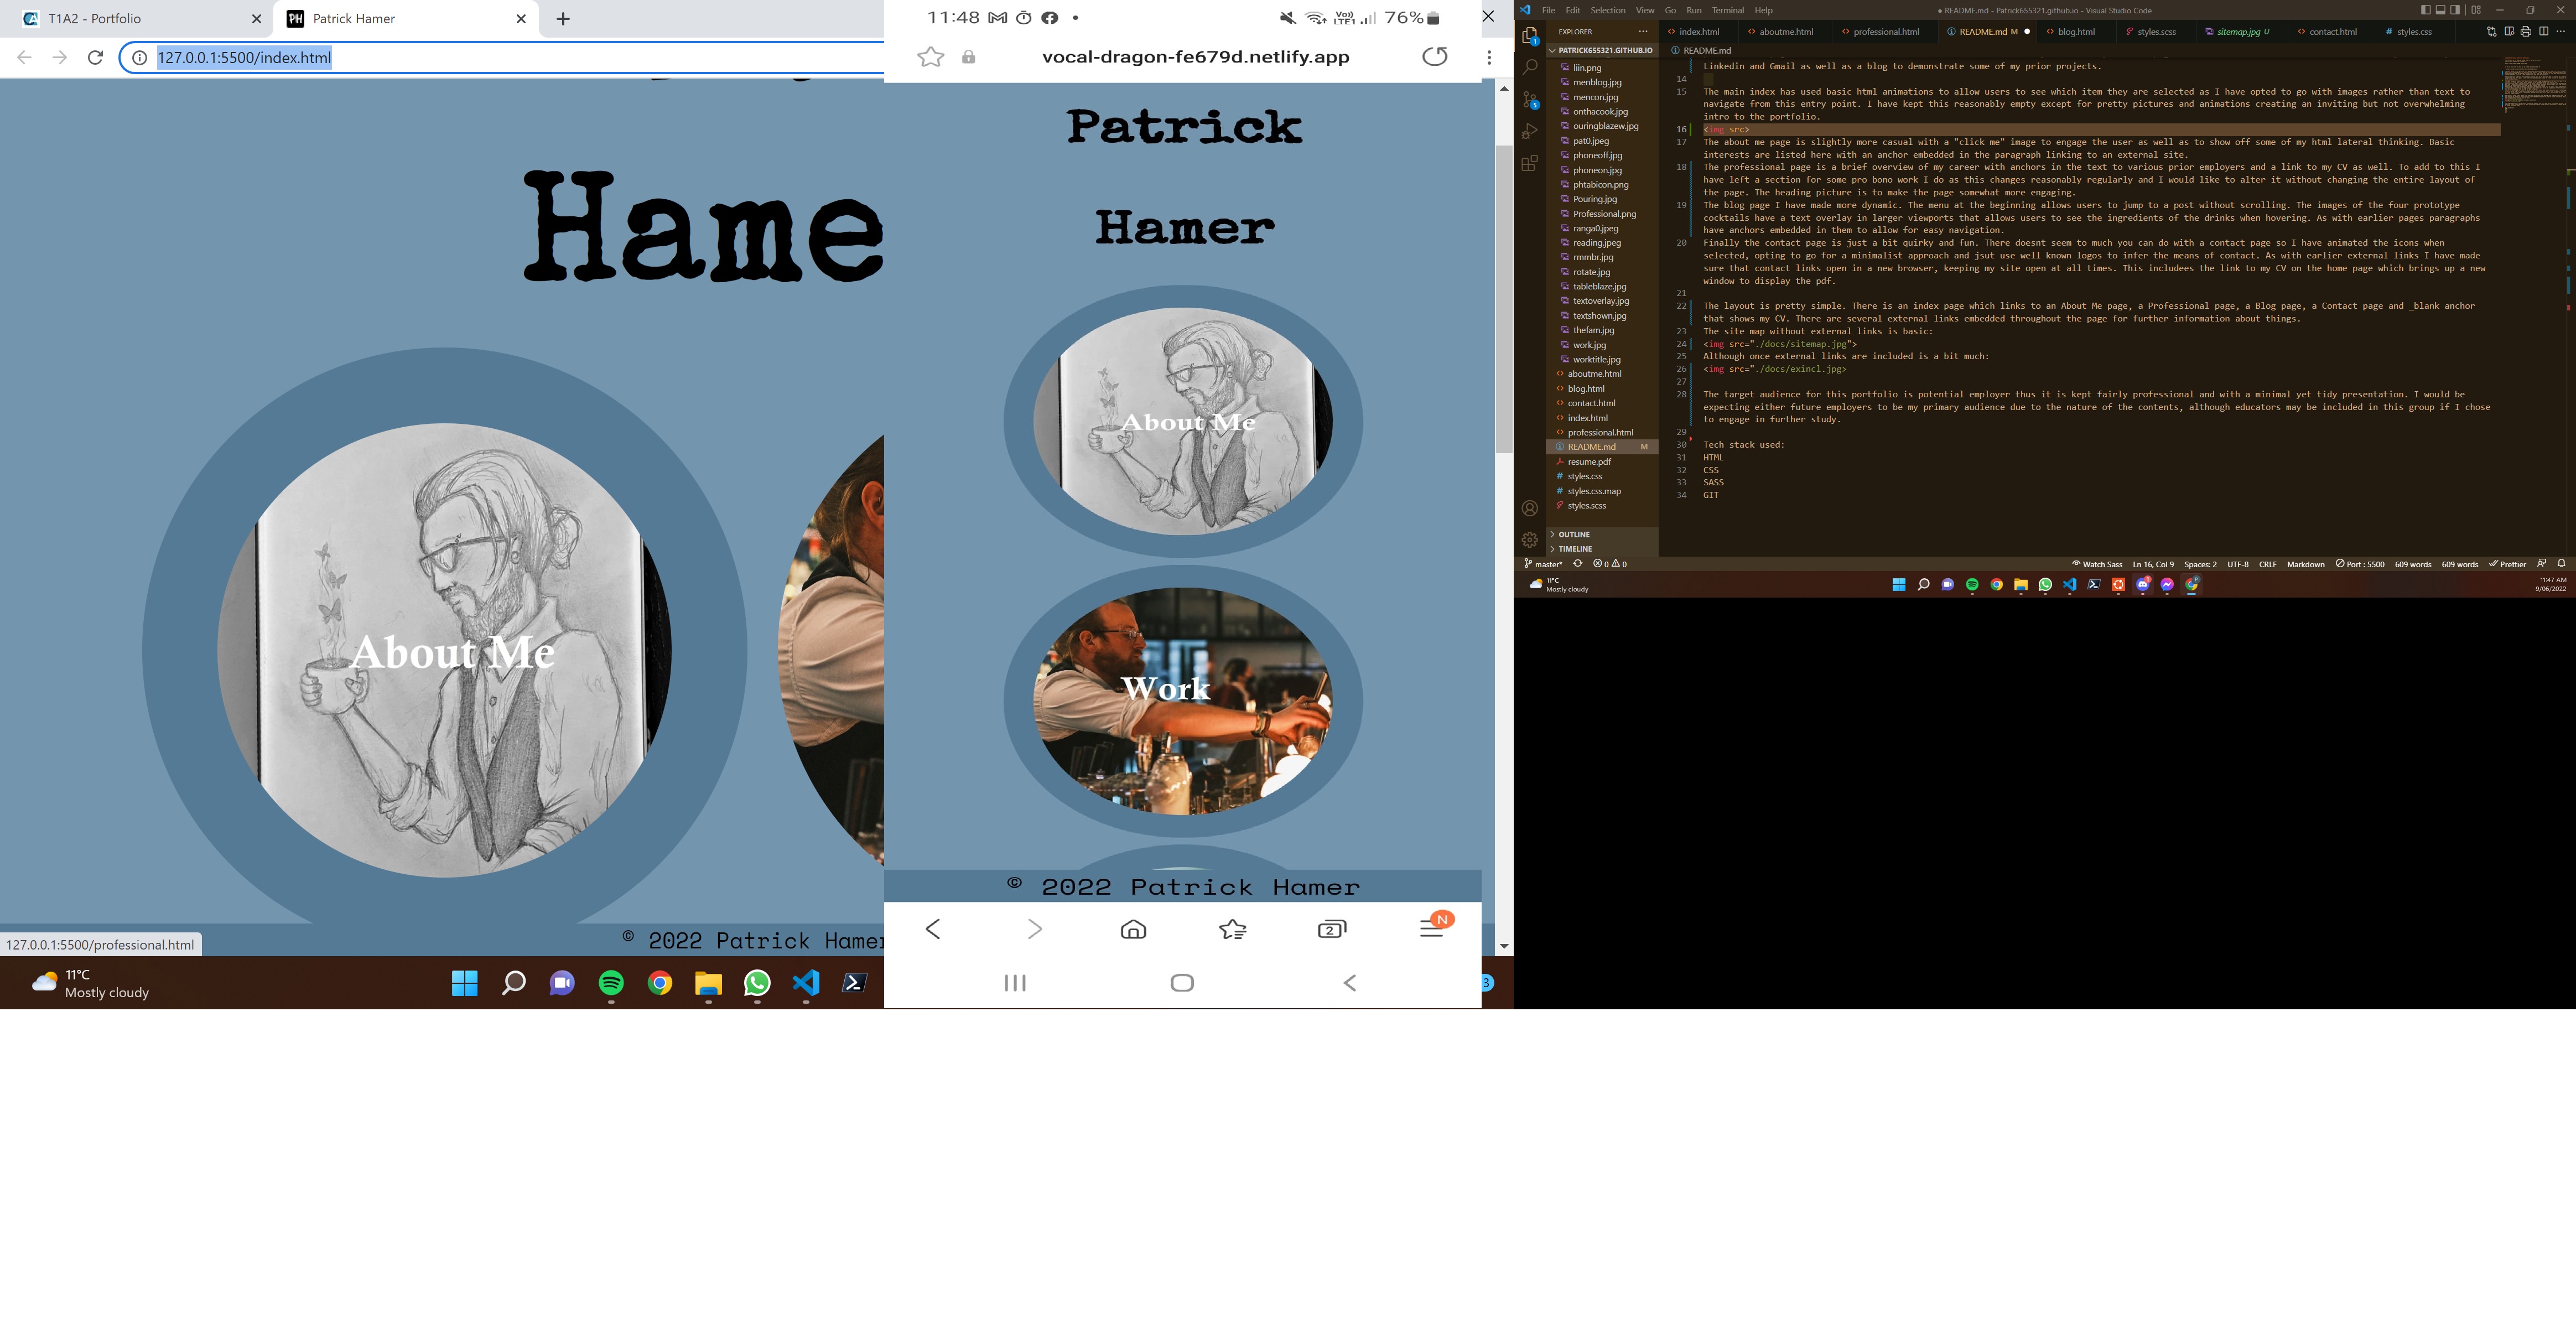 T1A2 - Portfolio
Patrick Hamer
127.0.0.1:5500/index.html
Hame
About Me
© 2022 Patrick Hamer
127.0.0.1:5500/professional.html
11°C
Mostly cloudy
11:48
76%
vocal-dragon-fe679d.netlify.app
Patrick
Hamer
About Me
Work
© 2022 Patrick Hamer
2
N
3
File Edit Selection View Go Run Terminal Help
● README.md - Patrick655321.github.io - Visual Studio Code
EXPLORER
PATRICK655321.GITHUB.IO
liin.png
menblog.jpg
mencon.jpg
onthacook.jpg
ouringblazew.jpg
pat0.jpeg
phoneoff.jpg
phoneon.jpg
phtabicon.png
Pouring.jpg
Professional.png
ranga0.jpeg
reading.jpeg
rmmbr.jpg
rotate.jpg
tableblaze.jpg
textoverlay.jpg
textshown.jpg
thefam.jpg
work.jpg
worktitle.jpg
aboutme.html
blog.html
contact.html
index.html
professional.html
README.md M
resume.pdf
styles.css
styles.css.map
styles.scss
OUTLINE
TIMELINE
index.html aboutme.html professional.html README.md M blog.html styles.scss sitemap.jpg U contact.html styles.css
README.md
Linkedin and Gmail as well as a blog to demonstrate some of my prior projects.
14
15 The main index has used basic html animations to allow users to see which item they are selected as I have opted to go with images rather than text to
navigate from this entry point. I have kept this reasonably empty except for pretty pictures and animations creating an inviting but not overwhelming
intro to the portfolio.
16 <img src>
17 The about me page is slightly more casual with a "click me" image to engage the user as well as to show off some of my html lateral thinking. Basic
interests are listed here with an anchor embedded in the paragraph linking to an external site.
18 The professional page is a brief overview of my career with anchors in the text to various prior employers and a link to my CV as well. To add to this I
have left a section for some pro bono work I do as this changes reasonably regularly and I would like to alter it without changing the entire layout of
the page. The heading picture is to make the page somewhat more engaging.
19 The blog page I have made more dynamic. The menu at the beginning allows users to jump to a post without scrolling. The images of the four prototype
cocktails have a text overlay in larger viewports that allows users to see the ingredients of the drinks when hovering. As with earlier pages paragraphs
have anchors embedded in them to allow for easy navigation.
20 Finally the contact page is just a bit quirky and fun. There doesnt seem to much you can do with a contact page so I have animated the icons when
selected, opting to go for a minimalist approach and jsut use well known logos to infer the means of contact. As with earlier external links I have made
sure that contact links open in a new browser, keeping my site open at all times. This includees the link to my CV on the home page which brings up a new
window to display the pdf.
21
22 The layout is pretty simple. There is an index page which links to an About Me page, a Professional page, a Blog page, a Contact page and _blank anchor
that shows my CV. There are several external links embedded throughout the page for further information about things.
23 The site map without external links is basic:
24 <img src="./docs/sitemap.jpg">
25 Although once external links are included is a bit much:
26 <img src="./docs/exincl.jpg>
27
28 The target audience for this portfolio is potential employer thus it is kept fairly professional and with a minimal yet tidy presentation. I would be
expecting either future employers to be my primary audience due to the nature of the contents, although educators may be included in this group if I chose
to engage in further study.
29
30 Tech stack used:
31 HTML
32 CSS
33 SASS
34 GIT
master* 0 0 Watch Sass Ln 16, Col 9 Spaces: 2 UTF-8 CRLF Markdown Port : 5500 609 words 609 words Prettier
11°C
Mostly cloudy
11:47 AM
9/06/2022